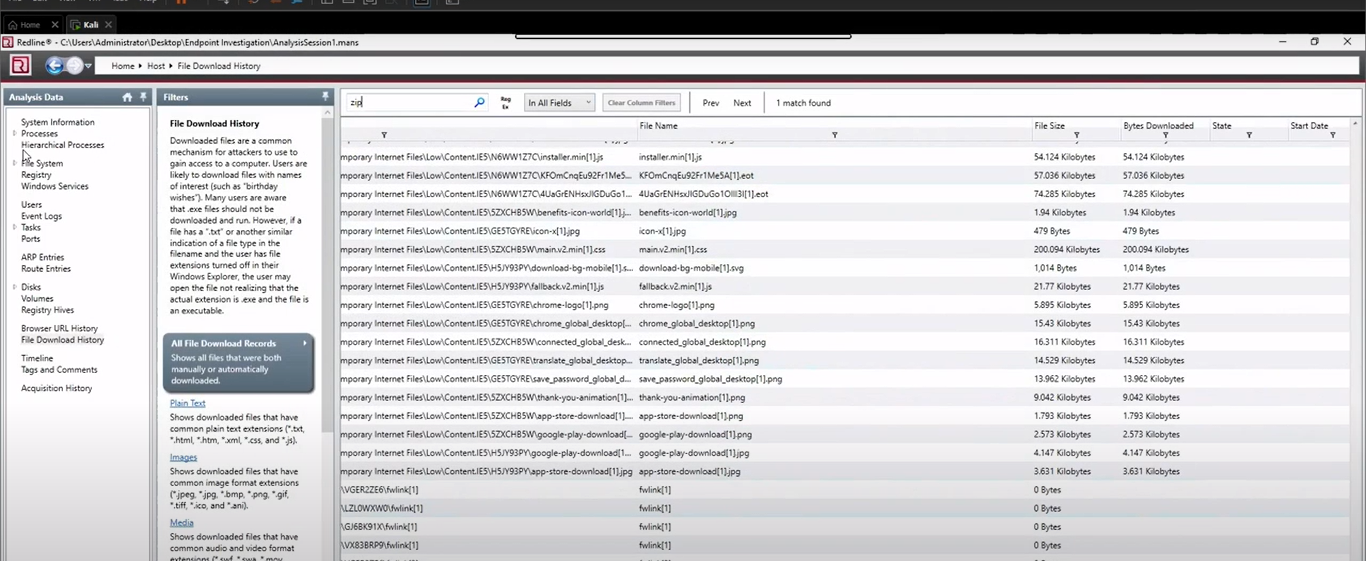 Home
Kali
Redline® - C:\Users\Administrator\Desktop\Endpoint Investigation\AnalysisSession1.mans
Home ▸ Host ▸ File Download History
Analysis Data
System Information
Processes
Hierarchical Processes
File System
Registry
Windows Services
Users
Event Logs
Tasks
Ports
ARP Entries
Route Entries
Disks
Volumes
Registry Hives
Browser URL History
File Download History
Timeline
Tags and Comments
Acquisition History
Filters
File Download History
Downloaded files are a common
mechanism for attackers to use to
gain access to a computer. Users are
likely to download files with names
of interest (such as "birthday
wishes"). Many users are aware
that .exe files should not be
downloaded and run. However, if a
file has a ".txt" or another similar
indication of a file type in the
filename and the user has file
extensions turned off in their
Windows Explorer, the user may
open the file not realizing that the
actual extension is .exe and the file is
an executable.
All File Download Records
Shows all files that were both
manually or automatically
downloaded.
Plain Text
Shows downloaded files that have
common plain text extensions (*.txt,
*.html, *.htm, *.xml, *.css, and *.js).
Images
Shows downloaded files that have
common image format extensions
(*.jpeg, *.jpg, *.bmp, *.png, *.gif,
*.tiff, *.ico, and *.ani).
Media
Shows downloaded files that have
common audio and video format
extensions (*.swf, *.swa, *.mov,
zip
Reg Ex
In All Fields
Clear Column Filters
Prev Next 1 match found
File Name File Size Bytes Downloaded State Start Date
mporary Internet Files\Low\Content.IE5\N6WW1Z7C\installer.min[1].js installer.min[1].js 54.124 Kilobytes 54.124 Kilobytes
mporary Internet Files\Low\Content.IE5\N6WW1Z7C\KFOmCnqEu92Fr1Me5... KFOmCnqEu92Fr1Me5A[1].eot 57.036 Kilobytes 57.036 Kilobytes
mporary Internet Files\Low\Content.IE5\N6WW1Z7C\4UaGrENHsxJlGDuGo1... 4UaGrENHsxJlGDuGo1OIll3I[1].eot 74.285 Kilobytes 74.285 Kilobytes
mporary Internet Files\Low\Content.IE5\5ZXCHB5W\benefits-icon-world[1].j... benefits-icon-world[1].jpg 1.94 Kilobytes 1.94 Kilobytes
mporary Internet Files\Low\Content.IE5\GE5TGYRE\icon-x[1].jpg icon-x[1].jpg 479 Bytes 479 Bytes
mporary Internet Files\Low\Content.IE5\5ZXCHB5W\main.v2.min[1].css main.v2.min[1].css 200.094 Kilobytes 200.094 Kilobytes
mporary Internet Files\Low\Content.IE5\H5JY93PY\download-bg-mobile[1].s... download-bg-mobile[1].svg 1,014 Bytes 1,014 Bytes
mporary Internet Files\Low\Content.IE5\H5JY93PY\fallback.v2.min[1].js fallback.v2.min[1].js 21.77 Kilobytes 21.77 Kilobytes
mporary Internet Files\Low\Content.IE5\GE5TGYRE\chrome-logo[1].png chrome-logo[1].png 5.895 Kilobytes 5.895 Kilobytes
mporary Internet Files\Low\Content.IE5\GE5TGYRE\chrome_global_desktop[... chrome_global_desktop[1].png 15.43 Kilobytes 15.43 Kilobytes
mporary Internet Files\Low\Content.IE5\5ZXCHB5W\connected_global_desk... connected_global_desktop[1].png 16.311 Kilobytes 16.311 Kilobytes
mporary Internet Files\Low\Content.IE5\GE5TGYRE\translate_global_desktop... translate_global_desktop[1].png 14.529 Kilobytes 14.529 Kilobytes
mporary Internet Files\Low\Content.IE5\GE5TGYRE\save_password_global_d... save_password_global_desktop[1].png 13.962 Kilobytes 13.962 Kilobytes
mporary Internet Files\Low\Content.IE5\5ZXCHB5W\thank-you-animation[1]... thank-you-animation[1].png 9.042 Kilobytes 9.042 Kilobytes
mporary Internet Files\Low\Content.IE5\5ZXCHB5W\app-store-download[1].... app-store-download[1].png 1.793 Kilobytes 1.793 Kilobytes
mporary Internet Files\Low\Content.IE5\5ZXCHB5W\google-play-download[... google-play-download[1].png 2.573 Kilobytes 2.573 Kilobytes
mporary Internet Files\Low\Content.IE5\H5JY93PY\google-play-download[1]... google-play-download[1].jpg 4.147 Kilobytes 4.147 Kilobytes
mporary Internet Files\Low\Content.IE5\H5JY93PY\app-store-download[1].jpg app-store-download[1].jpg 3.631 Kilobytes 3.631 Kilobytes
\VGER2ZE6\fwlink[1] fwlink[1] 0 Bytes
\LZL0WXW0\fwlink[1] fwlink[1] 0 Bytes
\GJ6BK91X\fwlink[1] fwlink[1] 0 Bytes
\VX83BRP9\fwlink[1] fwlink[1] 0 Bytes